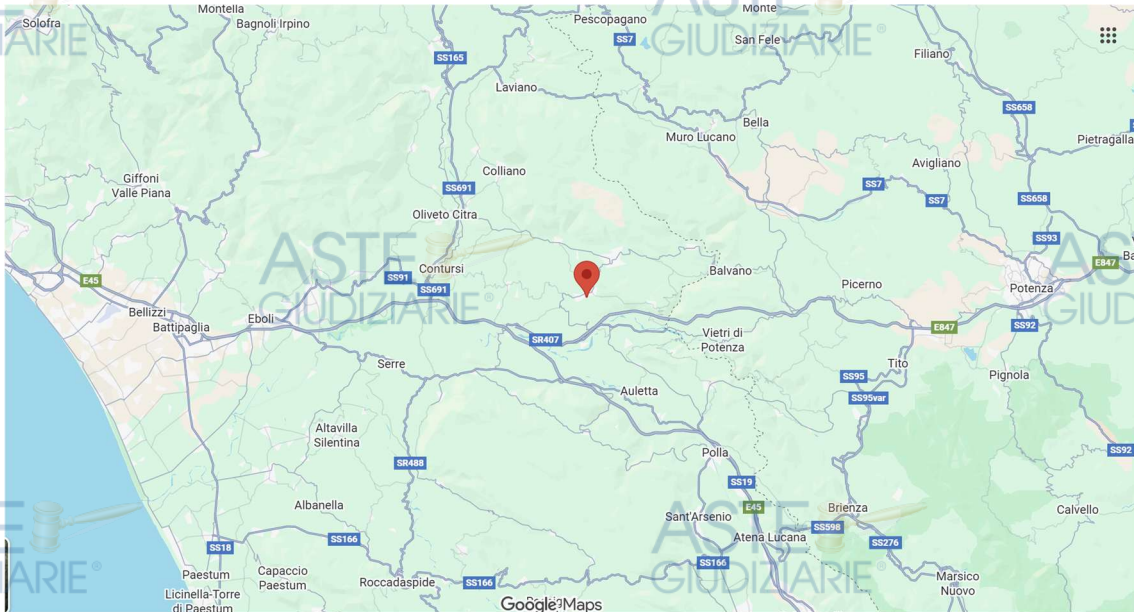 Montella
Monte
Solofra
Bagnoli Irpino
Pescopagano
ASTE
GIUDIZIARIE®
SS7
San Fele
Filiano
SS165
Laviano
SS658
Bella
Muro Lucano
Pietragalla
Avigliano
Colliano
Giffoni
Valle Piana
SS691
SS7
SS7
SS658
Oliveto Citra
SS93
ASTE
GIUDIZIARIE®
E847
Contursi
Balvano
SS91
E45
SS691
Picerno
Potenza
Bellizzi
Eboli
Battipaglia
SS92
E847
SR407
Vietri di
Potenza
Serre
Tito
Pignola
SS95
Auletta
SS95var
Altavilla
Silentina
SS92
Polla
SR488
SS19
Albanella
E45
Brienza
Calvello
Sant'Arsenio
SS598
ASTE
GIUDIZIARIE®
Atena Lucana
SS166
SS18
SS276
SS166
Paestum
Capaccio
Paestum
Roccadaspide
SS166
Marsico
Nuovo
Licinella-Torre
di Paestum
Google Maps